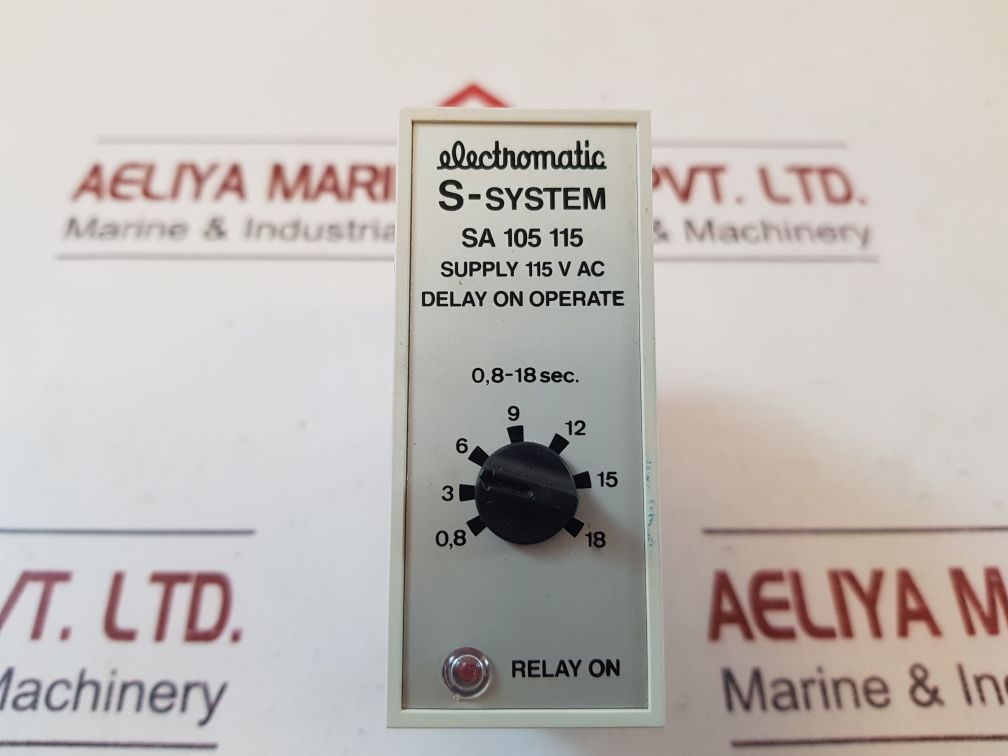 AELIYA MARI PVT. LTD.
Marine & Industria & Machinery
electromatic
S-SYSTEM
SA 105 115
SUPPLY 115 V AC
DELAY ON OPERATE
0,8-18 sec.
9
6 12
3 15
0,8 18
RELAY ON
VT. LTD.
Machinery
AELIYA M
Marine & In